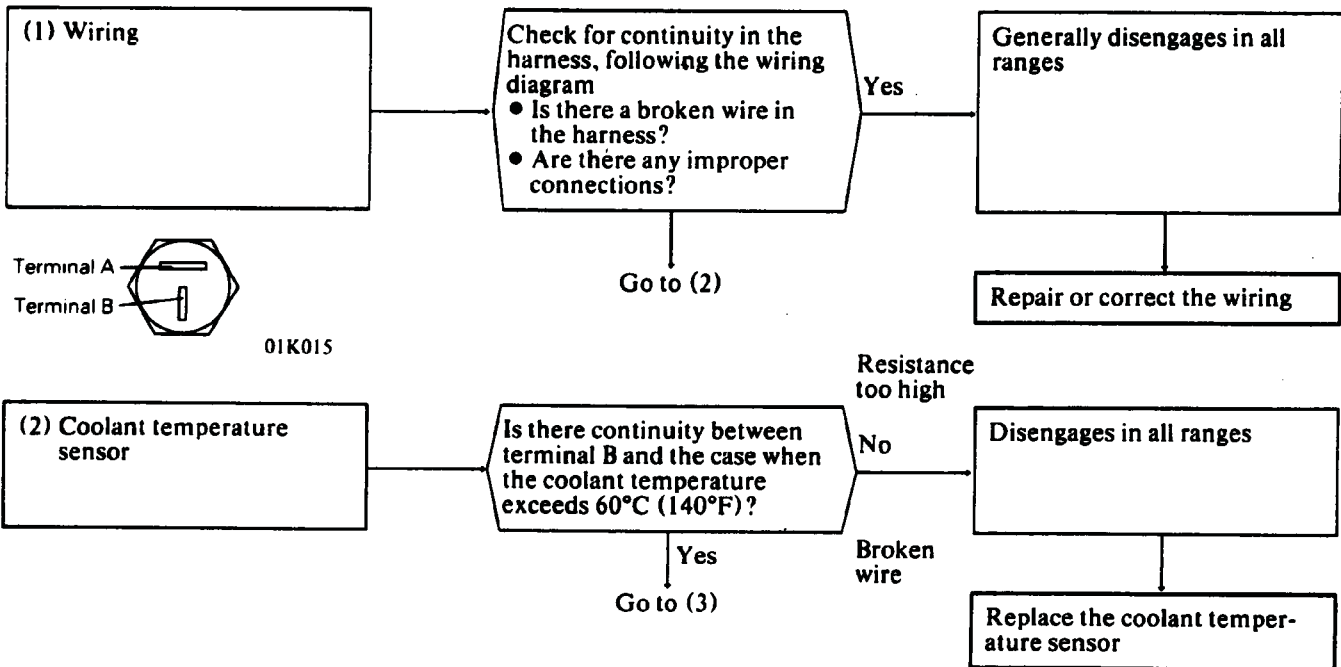 (1) Wiring
Check for continuity in the
harness, following the wiring
diagram
● Is there a broken wire in
the harness?
● Are there any improper
connections?
Yes
Generally disengages in all
ranges
Go to (2)
Repair or correct the wiring
Terminal A
Terminal B
01K015
(2) Coolant temperature
sensor
Is there continuity between
terminal B and the case when
the coolant temperature
exceeds 60°C (140°F)?
Resistance
too high
No
Broken
wire
Disengages in all ranges
Yes
Go to (3)
Replace the coolant temper-
ature sensor